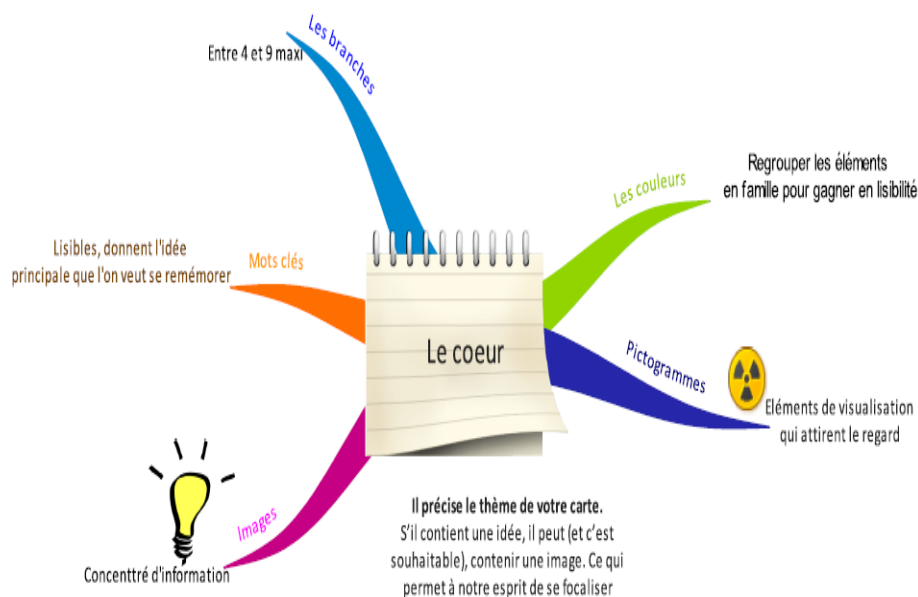 Les branches
Entre 4 et 9 maxi
Les couleurs
Regrouper les éléments
en famille pour gagner en lisibilité
Mots clés
Lisibles, donnent l'idée
principale que l'on veut se remémorer
Le coeur
Pictogrammes
Eléments de visualisation
qui attirent le regard
Images
Concenttré d'information
Il précise le thème de votre carte.
S'il contient une idée, il peut (et c'est
souhaitable), contenir une image. Ce qui
permet à notre esprit de se focaliser